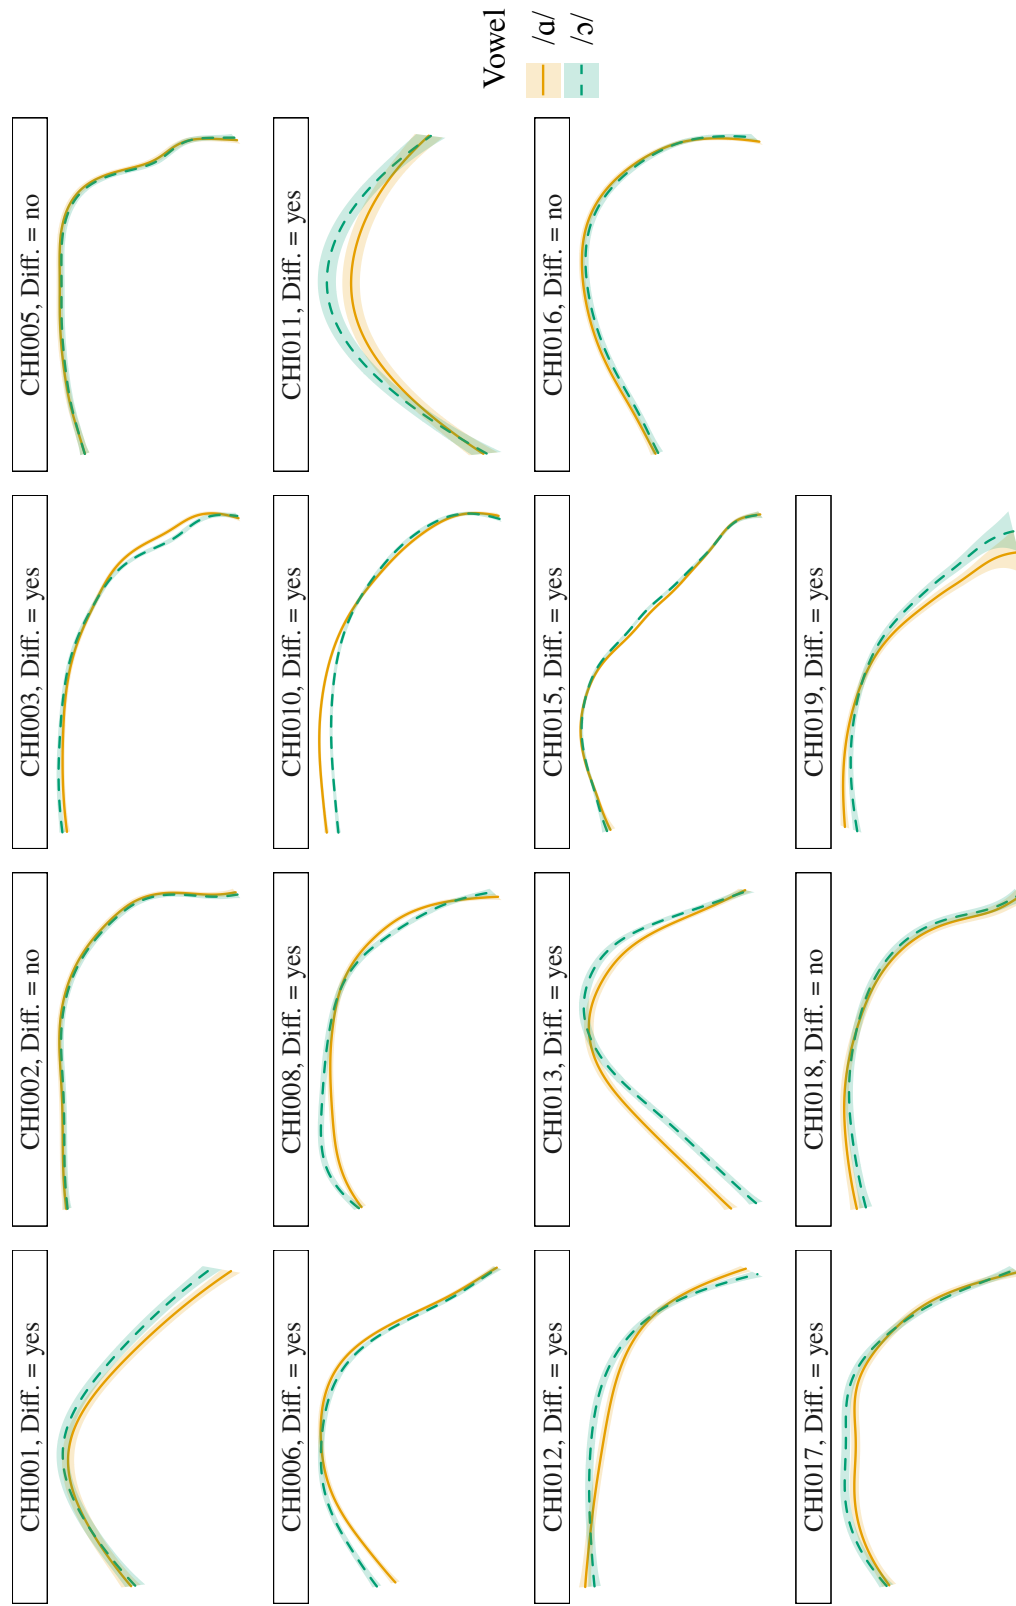 CHI001, Diff. = yes
CHI002, Diff. = no
CHI003, Diff. = yes
CHI005, Diff. = no
CHI006, Diff. = yes
CHI008, Diff. = yes
CHI010, Diff. = yes
CHI011, Diff. = yes
CHI012, Diff. = yes
CHI013, Diff. = yes
CHI015, Diff. = yes
CHI016, Diff. = no
CHI017, Diff. = yes
CHI018, Diff. = no
CHI019, Diff. = yes
Vowel
/ɑ/
/ɔ/